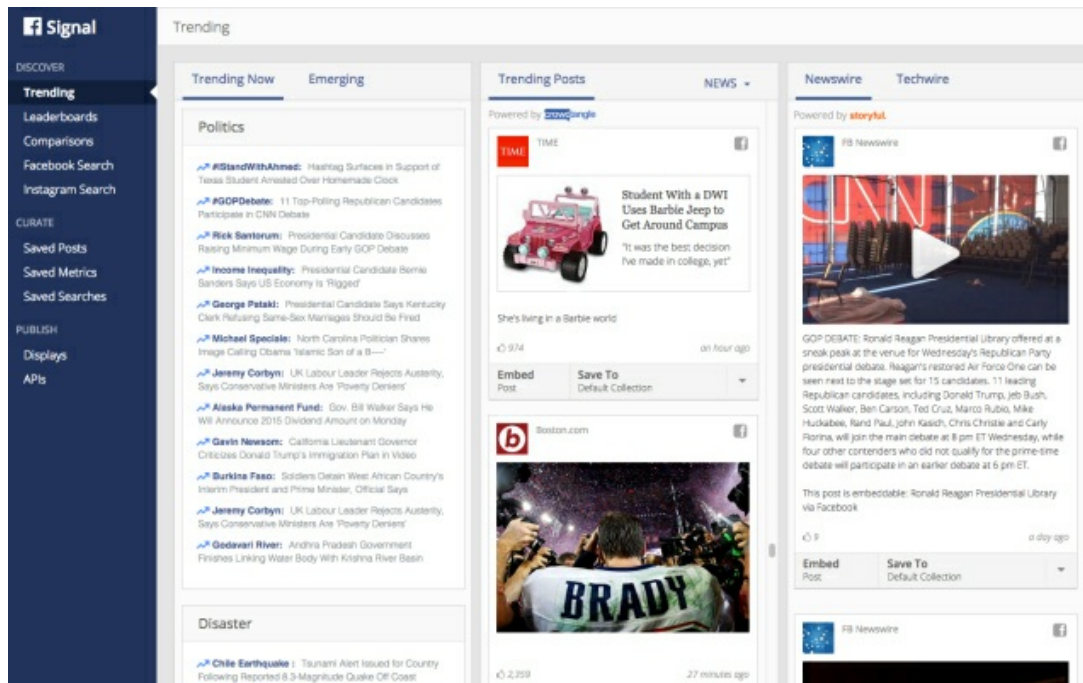 Signal
DISCOVER
Trending
Leaderboards
Comparisons
Facebook Search
Instagram Search
CURATE
Saved Posts
Saved Metrics
Saved Searches
PUBLISH
Displays
APIs
Trending
Trending Now Emerging
Politics
#IStandWithAhmed: Hashtag Surfaces in Support of
Texas Student Arrested Over Homemade Clock
#GOPDebate: 11 Top-Polling Republican Candidates
Participate in CNN Debate
Rick Santorum: Presidential Candidate Discusses
Raising Minimum Wage During Early GOP Debate
Income Inequality: Presidential Candidate Bernie
Sanders Says US Economy Is 'Rigged'
George Pataki: Presidential Candidate Says Kentucky
Clerk Refusing Same-Sex Marriages Should Be Fired
Michael Speciale: North Carolina Politician Shares
Image Calling Obama 'Islamic Son of a B----'
Jeremy Corbyn: UK Labour Leader Rejects Austerity,
Says Conservative Ministers Are 'Poverty Deniers'
Alaska Permanent Fund: Gov. Bill Walker Says He
Will Announce 2015 Dividend Amount on Monday
Gavin Newsom: California Lieutenant Governor
Criticizes Donald Trump's Immigration Plan in Video
Burkina Faso: Soldiers Detain West African Country's
Interim President and Prime Minister, Official Says
Jeremy Corbyn: UK Labour Leader Rejects Austerity,
Says Conservative Ministers Are 'Poverty Deniers'
Godavari River: Andhra Pradesh Government
Finishes Linking Water Body With Krishna River Basin
Disaster
Chile Earthquake : Tsunami Alert Issued for Country
Following Reported 8.3-Magnitude Quake Off Coast
Trending Posts NEWS
Powered by crowdtangle
TIME
TIME
Student With a DWI
Uses Barbie Jeep to
Get Around Campus
"It was the best decision
I've made in college, yet"
She's living in a Barbie world
974 an hour ago
Embed Save To
Post Default Collection
b
Boston.com
BRADY
2,359 27 minutes ago
Newswire Techwire
Powered by storyful.
FB Newswire
CNN
GOP DEBATE: Ronald Reagan Presidential Library offered at a
sneak peak at the venue for Wednesday's Republican Party
presidential debate. Reagan's restored Air Force One can be
seen next to the stage set for 15 candidates. 11 leading
Republican candidates, including Donald Trump, Jeb Bush,
Scott Walker, Ben Carson, Ted Cruz, Marco Rubio, Mike
Huckabee, Rand Paul, John Kasich, Chris Christie and Carly
Fiorina, will join the main debate at 8 pm ET Wednesday, while
four other contenders who did not qualify for the prime-time
debate will participate in an earlier debate at 6 pm ET.
This post is embeddable: Ronald Reagan Presidential Library
via Facebook
9 a day ago
Embed Save To
Post Default Collection
FB Newswire